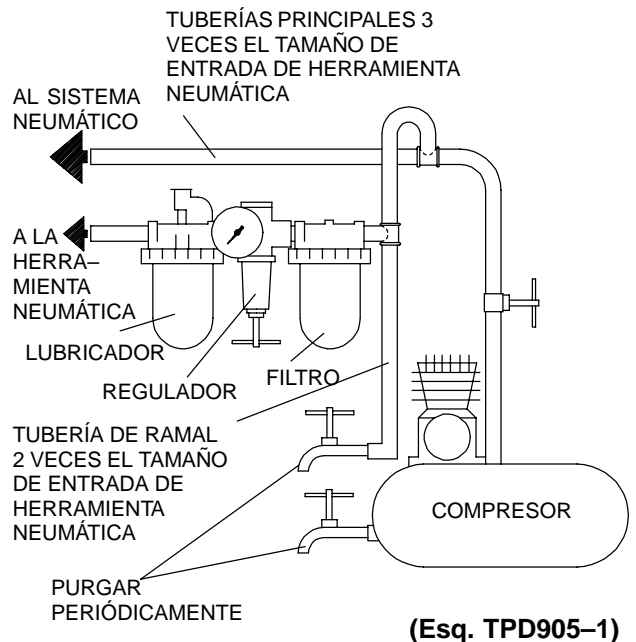 TUBERÍAS PRINCIPALES 3
VECES EL TAMAÑO DE
ENTRADA DE HERRAMIENTA
NEUMÁTICA
AL SISTEMA
NEUMÁTICO
A LA
HERRA–
MIENTA
NEUMÁTICA
LUBRICADOR
REGULADOR
FILTRO
TUBERÍA DE RAMAL
2 VECES EL TAMAÑO
DE ENTRADA DE
HERRAMIENTA
NEUMÁTICA
COMPRESOR
PURGAR
PERIÓDICAMENTE
(Esq. TPD905–1)